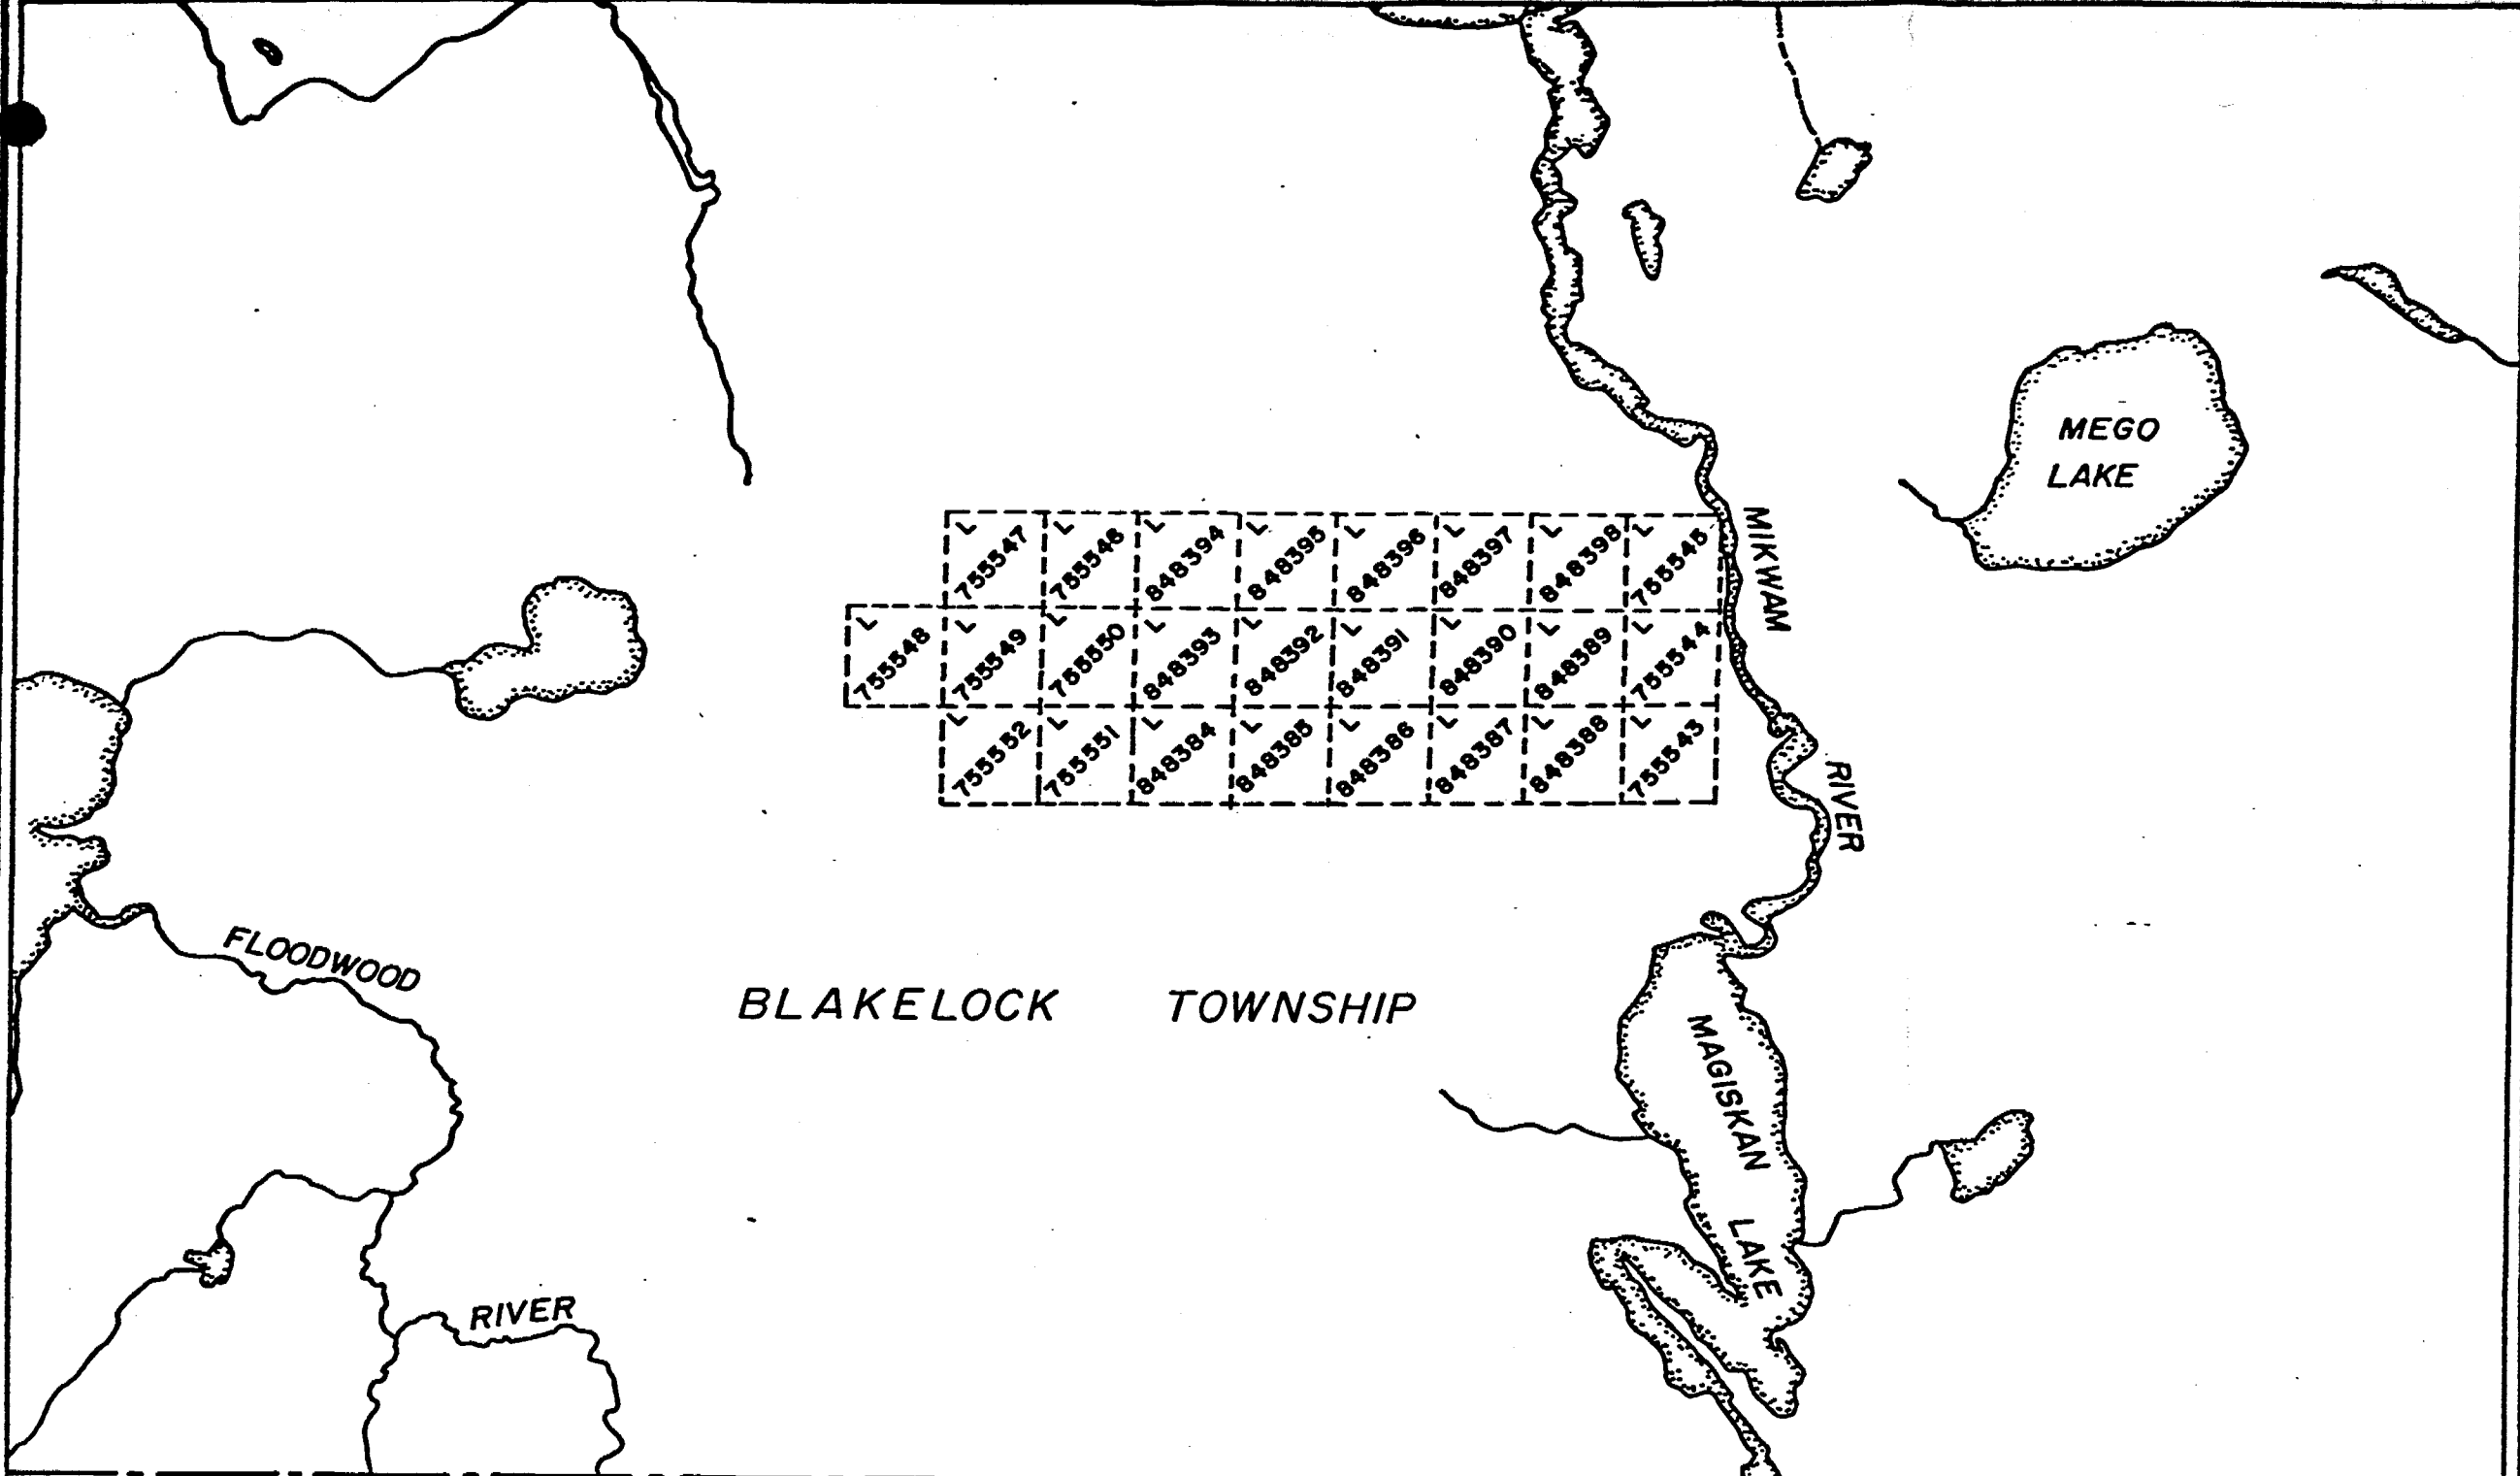 MEGO
LAKE
MIKWAM
RIVER
L 755547
L 755546
L 848394
L 848395
L 848396
L 848397
L 848398
L 755545
L 755548
L 755549
L 755550
L 848393
L 848392
L 848391
L 848390
L 848389
L 755544
L 755552
L 755551
L 848384
L 848385
L 848386
L 848387
L 848388
L 755543
FLOODWOOD
RIVER
BLAKELOCK TOWNSHIP
MAGISKAN LAKE